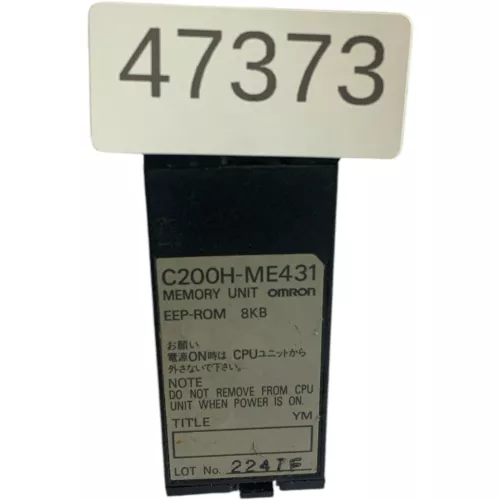 47373
C200H-ME431
MEMORY UNIT OMRON
EEP-ROM 8KB
お願い
電源ON時は CPUユニットから
外さないで下さい。
NOTE
DO NOT REMOVE FROM CPU
UNIT WHEN POWER IS ON.
TITLE YM
LOT No. 2247F